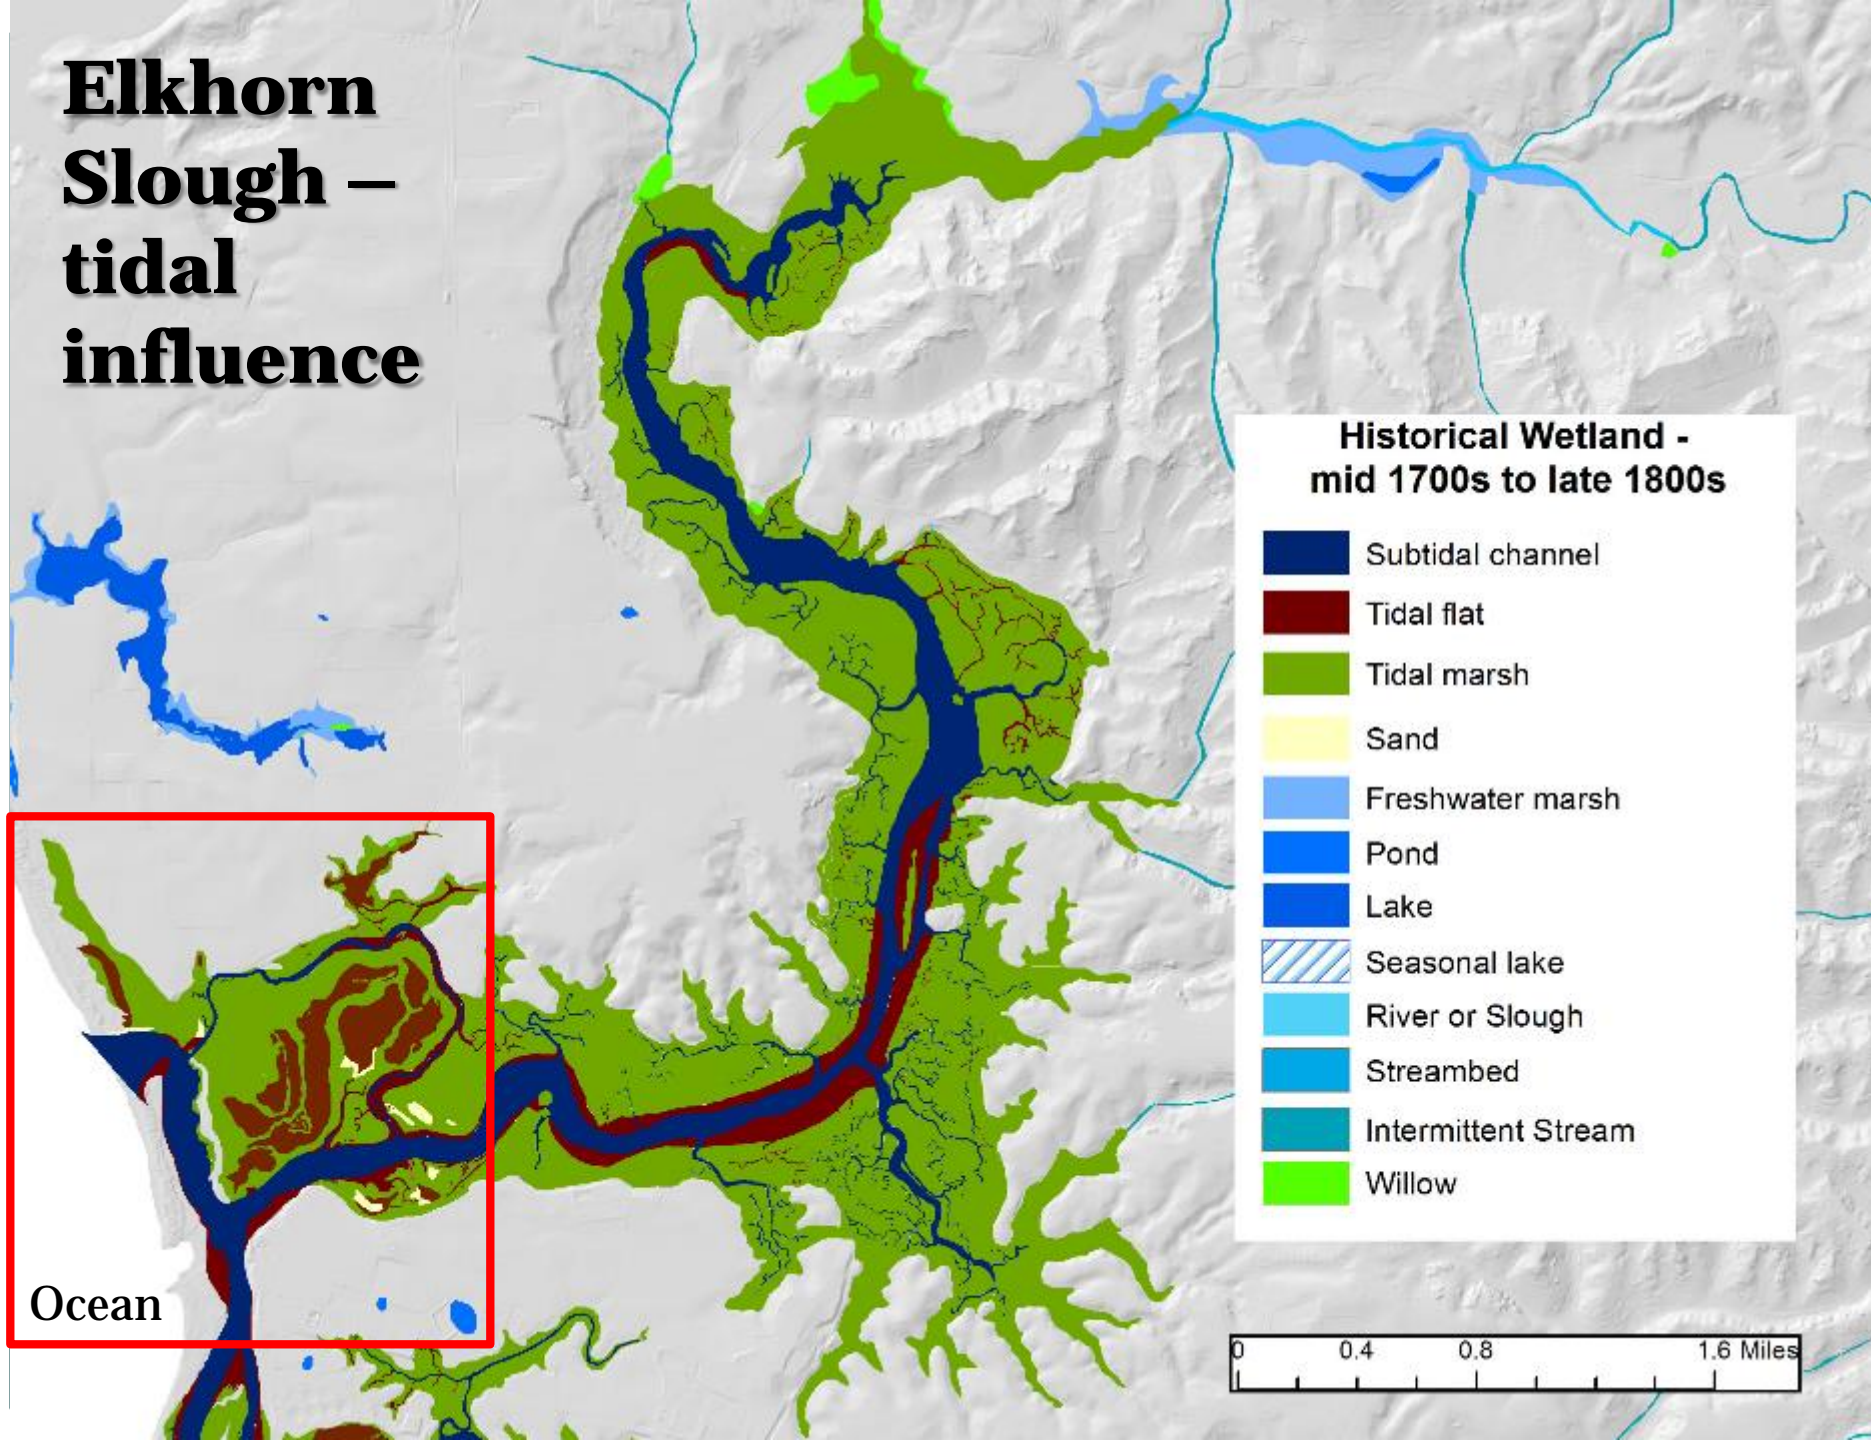 Elkhorn
Slough –
tidal
influence
Historical Wetland -
mid 1700s to late 1800s
Subtidal channel
Tidal flat
Tidal marsh
Sand
Freshwater marsh
Pond
Lake
Seasonal lake
River or Slough
Streambed
Intermittent Stream
Willow
Ocean
0 0.4 0.8 1.6 Miles